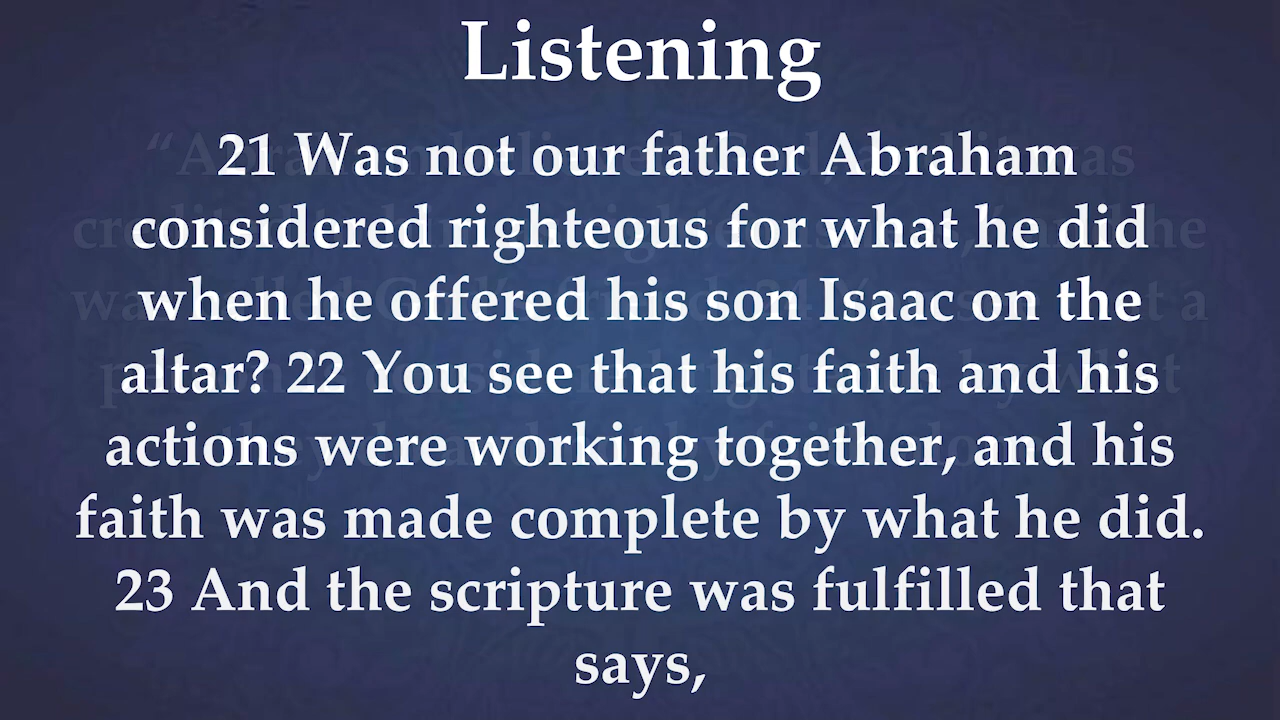 Listening
21 Was not our father Abraham
considered righteous for what he did
when he offered his son Isaac on the
altar? 22 You see that his faith and his
actions were working together, and his
faith was made complete by what he did.
23 And the scripture was fulfilled that
says,